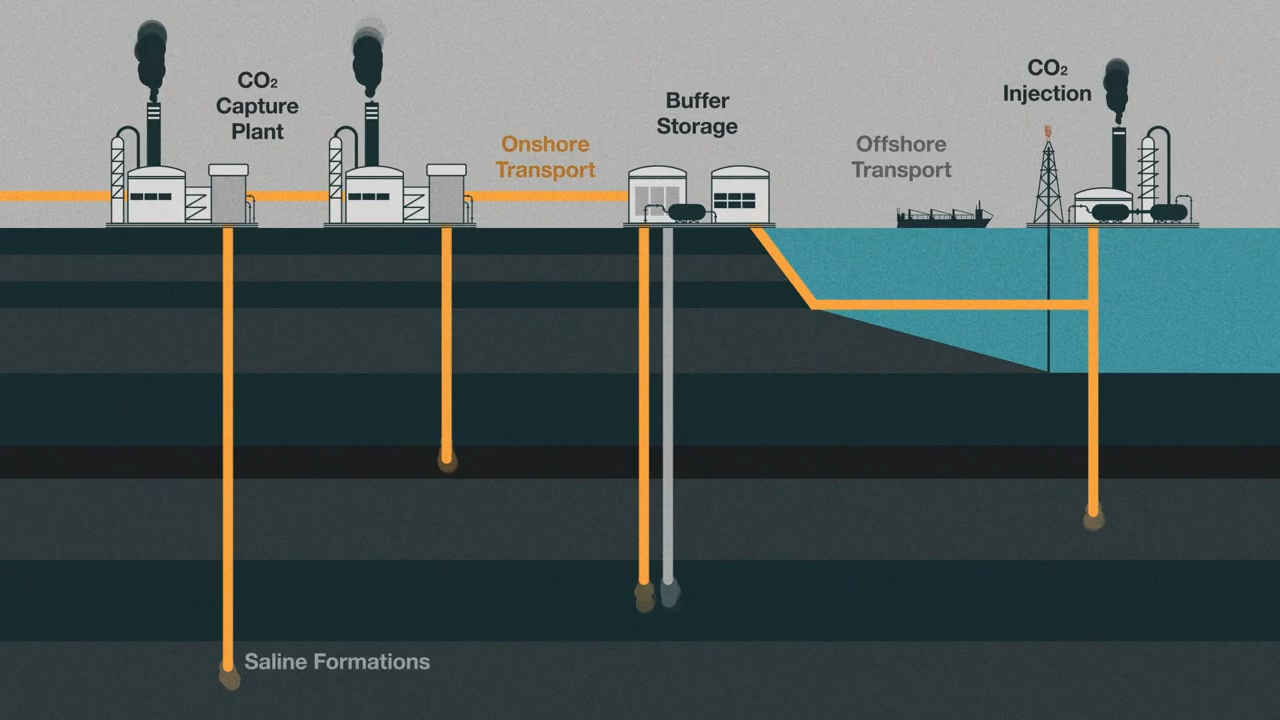 CO₂
Capture
Plant
Onshore
Transport
Buffer
Storage
Offshore
Transport
CO₂
Injection
Saline Formations